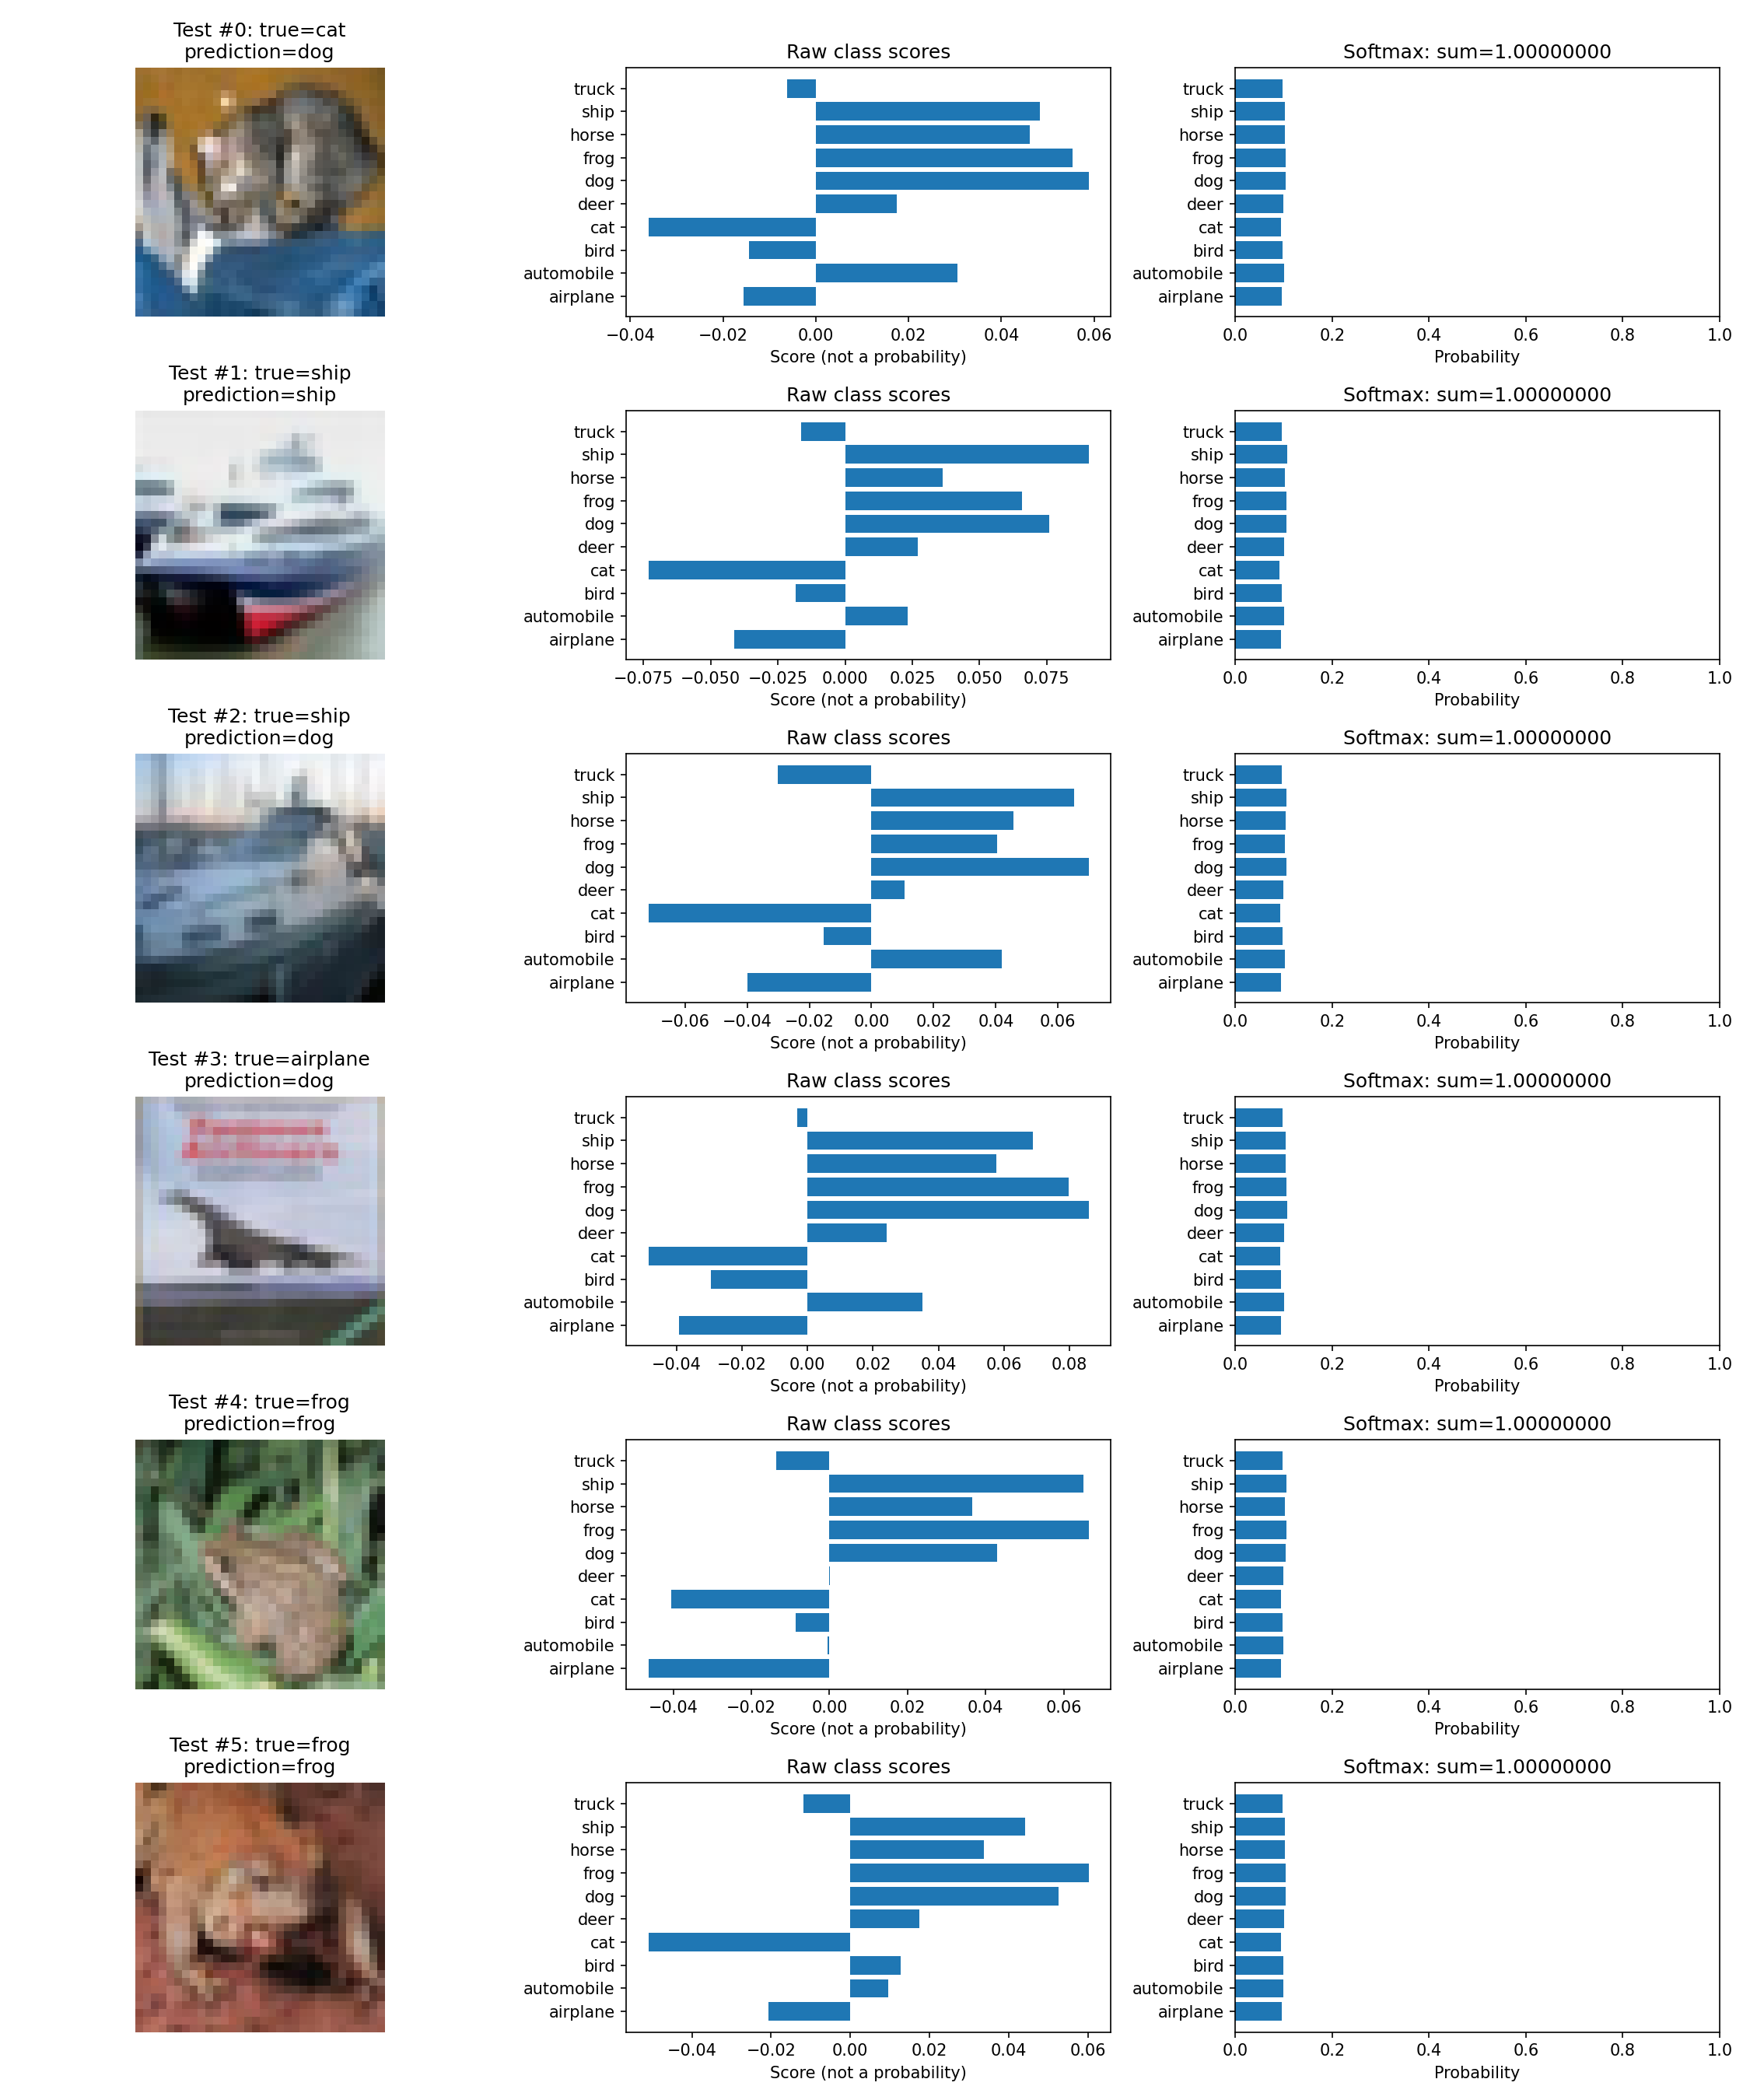 Test #0: true=cat
prediction=dog
Raw class scores
truck
ship
horse
frog
dog
deer
cat
bird
automobile
airplane
−0.04 −0.02 0.00 0.02 0.04 0.06
Score (not a probability)
Softmax: sum=1.00000000
truck
ship
horse
frog
dog
deer
cat
bird
automobile
airplane
0.0 0.2 0.4 0.6 0.8 1.0
Probability
Test #1: true=ship
prediction=ship
Raw class scores
truck
ship
horse
frog
dog
deer
cat
bird
automobile
airplane
−0.075 −0.050 −0.025 0.000 0.025 0.050 0.075
Score (not a probability)
Softmax: sum=1.00000000
truck
ship
horse
frog
dog
deer
cat
bird
automobile
airplane
0.0 0.2 0.4 0.6 0.8 1.0
Probability
Test #2: true=ship
prediction=dog
Raw class scores
truck
ship
horse
frog
dog
deer
cat
bird
automobile
airplane
−0.06 −0.04 −0.02 0.00 0.02 0.04 0.06
Score (not a probability)
Softmax: sum=1.00000000
truck
ship
horse
frog
dog
deer
cat
bird
automobile
airplane
0.0 0.2 0.4 0.6 0.8 1.0
Probability
Test #3: true=airplane
prediction=dog
Raw class scores
truck
ship
horse
frog
dog
deer
cat
bird
automobile
airplane
−0.04 −0.02 0.00 0.02 0.04 0.06 0.08
Score (not a probability)
Softmax: sum=1.00000000
truck
ship
horse
frog
dog
deer
cat
bird
automobile
airplane
0.0 0.2 0.4 0.6 0.8 1.0
Probability
Test #4: true=frog
prediction=frog
Raw class scores
truck
ship
horse
frog
dog
deer
cat
bird
automobile
airplane
−0.04 −0.02 0.00 0.02 0.04 0.06
Score (not a probability)
Softmax: sum=1.00000000
truck
ship
horse
frog
dog
deer
cat
bird
automobile
airplane
0.0 0.2 0.4 0.6 0.8 1.0
Probability
Test #5: true=frog
prediction=frog
Raw class scores
truck
ship
horse
frog
dog
deer
cat
bird
automobile
airplane
−0.04 −0.02 0.00 0.02 0.04 0.06
Score (not a probability)
Softmax: sum=1.00000000
truck
ship
horse
frog
dog
deer
cat
bird
automobile
airplane
0.0 0.2 0.4 0.6 0.8 1.0
Probability